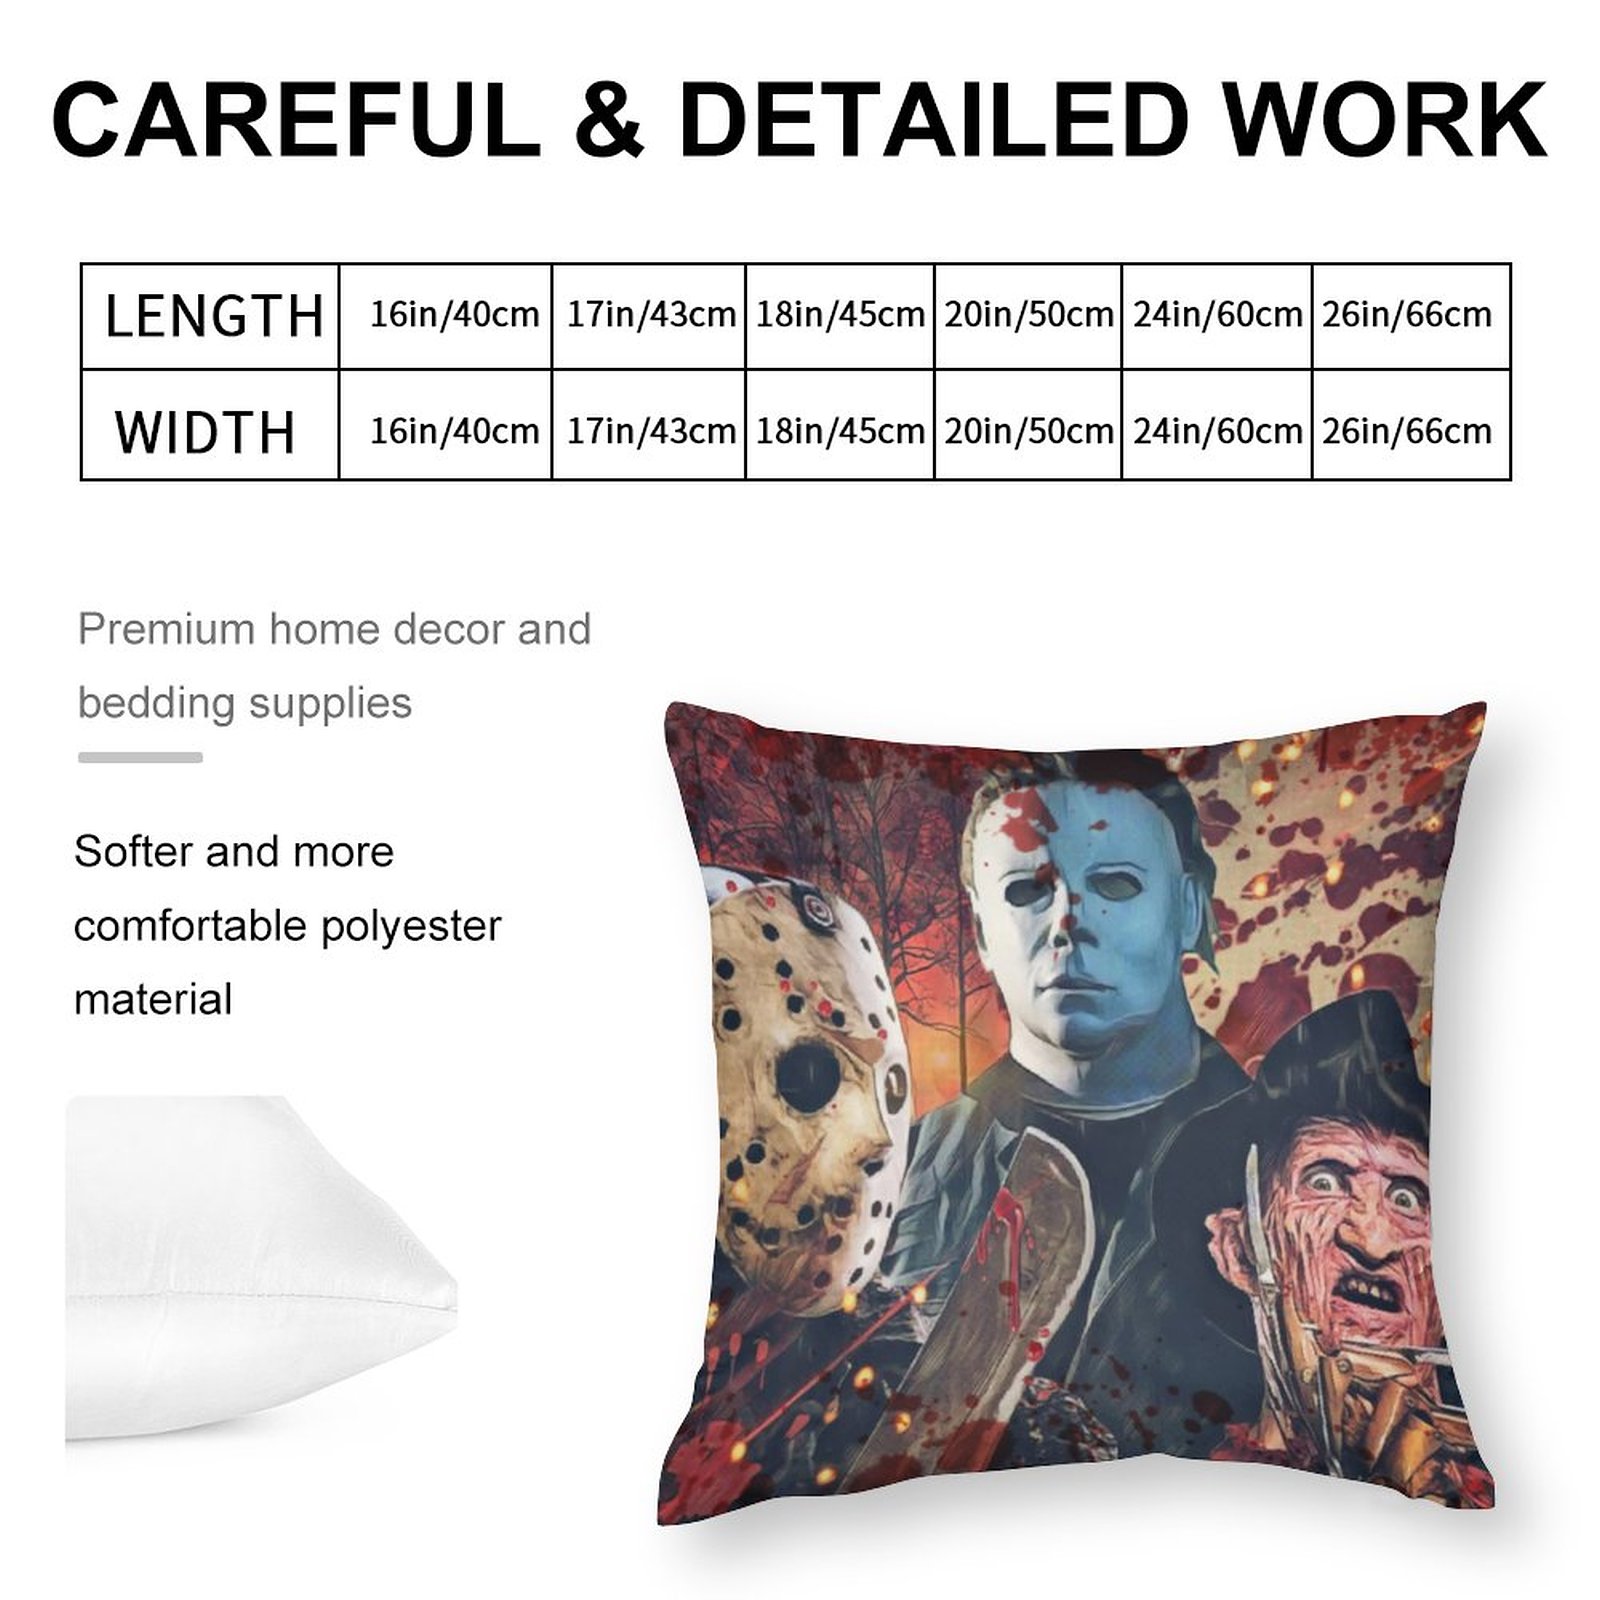 CAREFUL & DETAILED WORK
LENGTH 16in/40cm 17in/43cm 18in/45cm 20in/50cm 24in/60cm 26in/66cm
WIDTH 16in/40cm 17in/43cm 18in/45cm 20in/50cm 24in/60cm 26in/66cm
Premium home decor and
bedding supplies
Softer and more
comfortable polyester
material